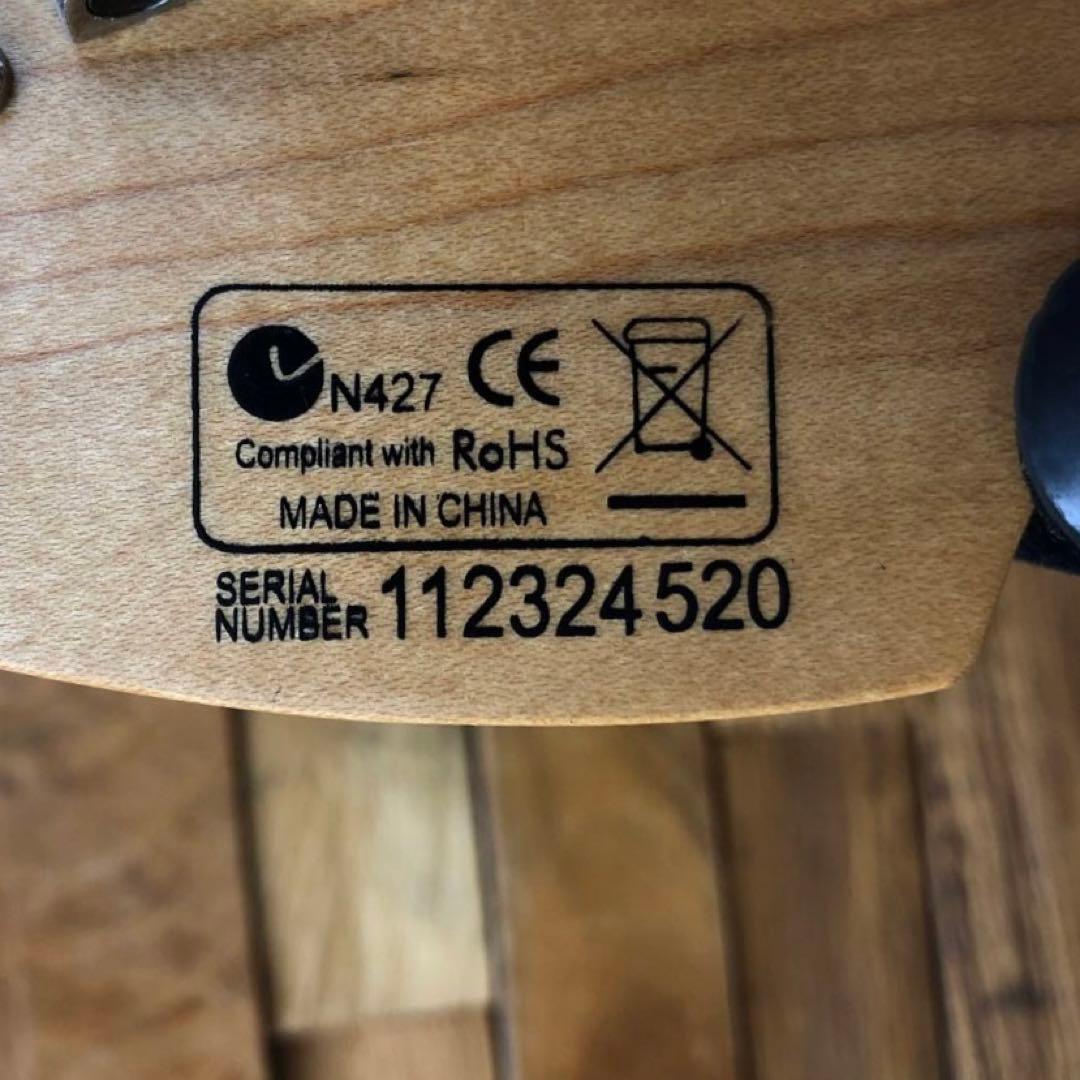 N427 CE
Compliant with RoHS
MADE IN CHINA
SERIAL
NUMBER 112324520